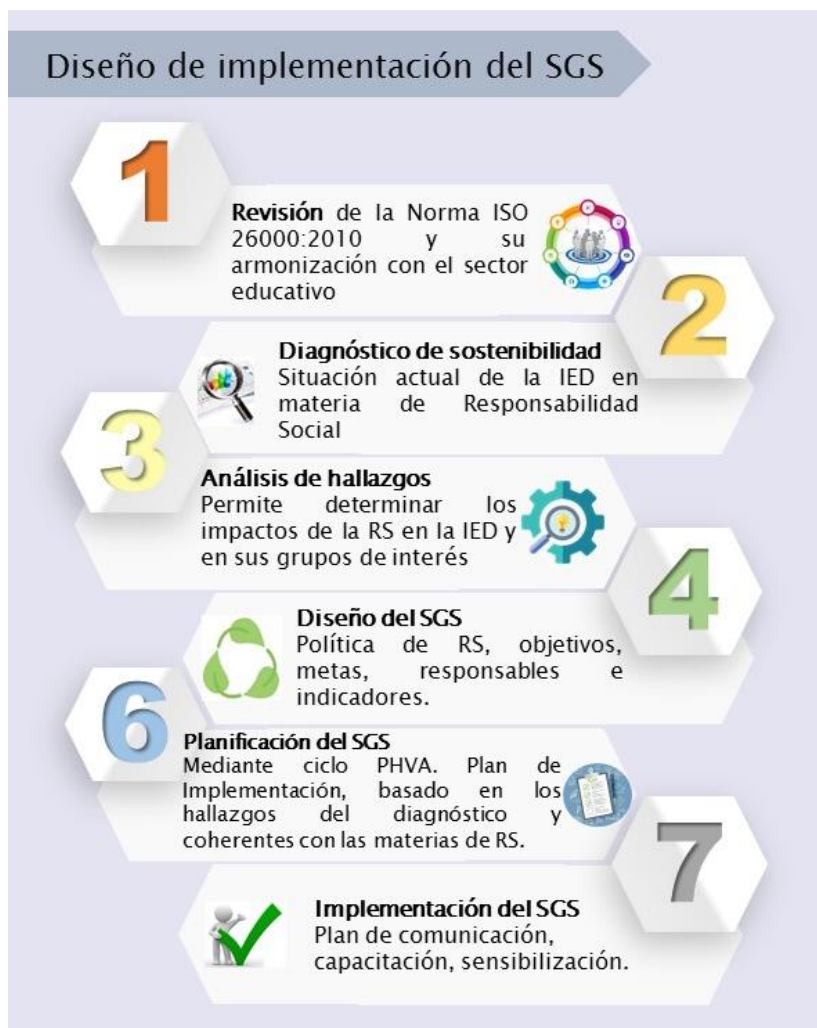 Diseño de implementación del SGS
1
Revisión de la Norma ISO
26000:2010 y su
armonización con el sector
educativo
2
Diagnóstico de sostenibilidad
Situación actual de la IED en
materia de Responsabilidad
Social
3
Análisis de hallazgos
Permite determinar los
impactos de la RS en la IED y
en sus grupos de interés
4
Diseño del SGS
Política de RS, objetivos,
metas, responsables e
indicadores.
6
Planificación del SGS
Mediante ciclo PHVA. Plan de
Implementación, basado en los
hallazgos del diagnóstico y
coherentes con las materias de RS.
7
Implementación del SGS
Plan de comunicación,
capacitación, sensibilización.